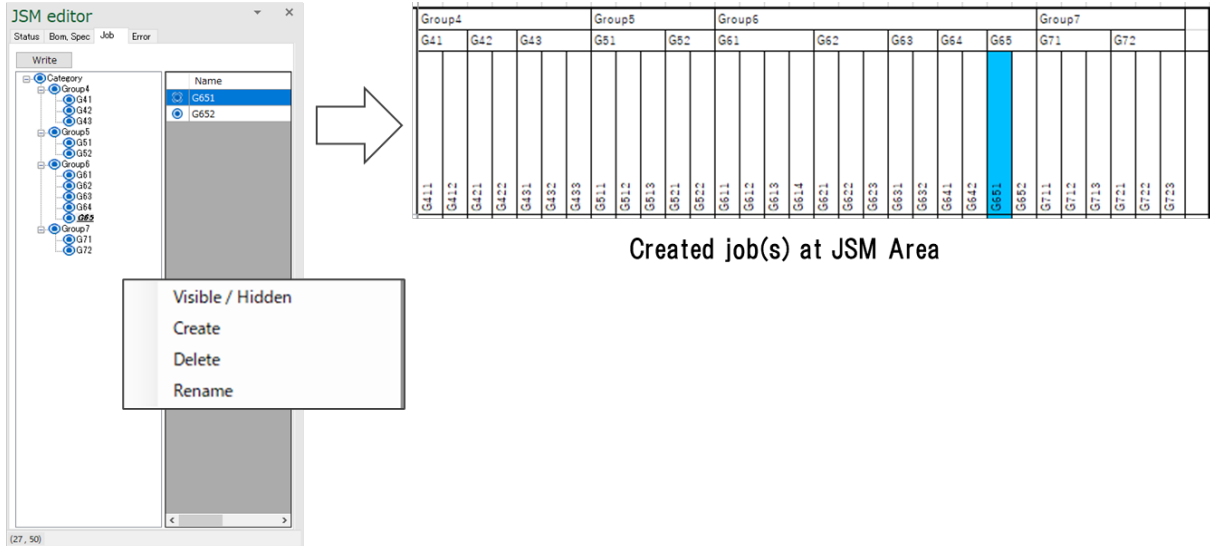 JSM editor
Status Bom, Spec Job Error
Write
Category
Group4
G41
G42
G43
Group5
G51
G52
Group6
G61
G62
G63
G64
G65
Group7
G71
G72
Name
G651
G652
Visible / Hidden
Create
Delete
Rename
(27, 50)
Group4 Group5 Group6 Group7
G41 G42 G43 G51 G52 G61 G62 G63 G64 G65 G71 G72
G411 G412 G421 G422 G431 G432 G433 G511 G512 G513 G521 G522 G611 G612 G613 G614 G621 G622 G623 G631 G632 G641 G642 G651 G652 G711 G712 G713 G721 G722 G723
Created job(s) at JSM Area